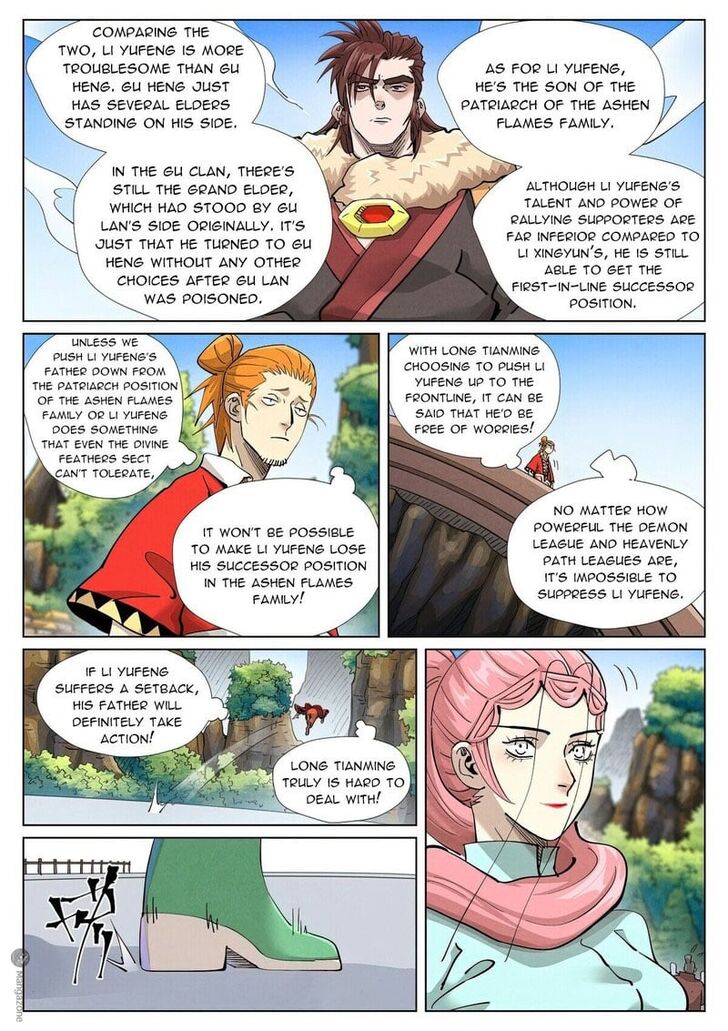 COMPARING THE
TWO, LI YUFENG IS MORE
TROUBLESOME THAN GU
HENG. GU HENG JUST
HAS SEVERAL ELDERS
STANDING ON HIS SIDE.
IN THE GU CLAN, THERE'S
STILL THE GRAND ELDER,
WHICH HAD STOOD BY GU
LAN'S SIDE ORIGINALLY. IT'S
JUST THAT HE TURNED TO GU
HENG WITHOUT ANY OTHER
CHOICES AFTER GU LAN
WAS POISONED.
AS FOR LI YUFENG,
HE'S THE SON OF THE
PATRIARCH OF THE ASHEN
FLAMES FAMILY.
ALTHOUGH LI YUFENG'S
TALENT AND POWER OF
RALLYING SUPPORTERS ARE
FAR INFERIOR COMPARED TO
LI XINGYUN'S, HE IS STILL
ABLE TO GET THE
FIRST-IN-LINE SUCCESSOR
POSITION.
UNLESS WE
PUSH LI YUFENG'S
FATHER DOWN FROM
THE PATRIARCH POSITION
OF THE ASHEN FLAMES
FAMILY OR LI YUFENG
DOES SOMETHING
THAT EVEN THE DIVINE
FEATHERS SECT
CAN'T TOLERATE,
IT WON'T BE POSSIBLE
TO MAKE LI YUFENG LOSE
HIS SUCCESSOR POSITION
IN THE ASHEN FLAMES
FAMILY!
WITH LONG TIANMING
CHOOSING TO PUSH LI
YUFENG UP TO THE
FRONTLINE, IT CAN BE
SAID THAT HE'D BE
FREE OF WORRIES!
NO MATTER HOW
POWERFUL THE DEMON
LEAGUE AND HEAVENLY
PATH LEAGUES ARE,
IT'S IMPOSSIBLE TO
SUPPRESS LI YUFENG.
IF LI YUFENG
SUFFERS A SETBACK,
HIS FATHER WILL
DEFINITELY TAKE
ACTION!
LONG TIANMING
TRULY IS HARD TO
DEAL WITH!
MangaZone